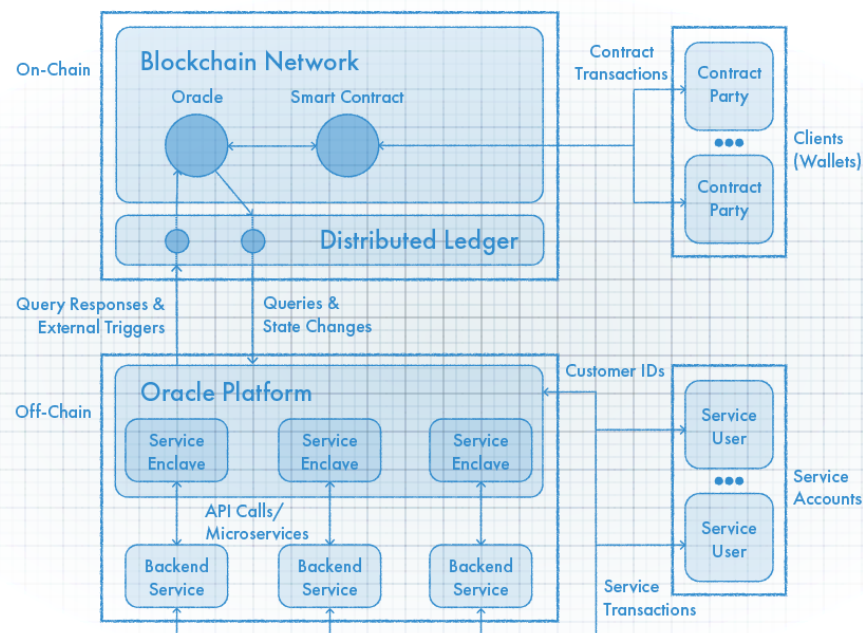 On-Chain
Blockchain Network
Oracle
Smart Contract
Distributed Ledger
Contract
Transactions
Contract
Party
Contract
Party
Clients
(Wallets)
Query Responses &
External Triggers
Queries &
State Changes
Off-Chain
Oracle Platform
Service
Enclave
Service
Enclave
Service
Enclave
API Calls/
Microservices
Backend
Service
Backend
Service
Backend
Service
Customer IDs
Service
User
Service
User
Service
Accounts
Service
Transactions